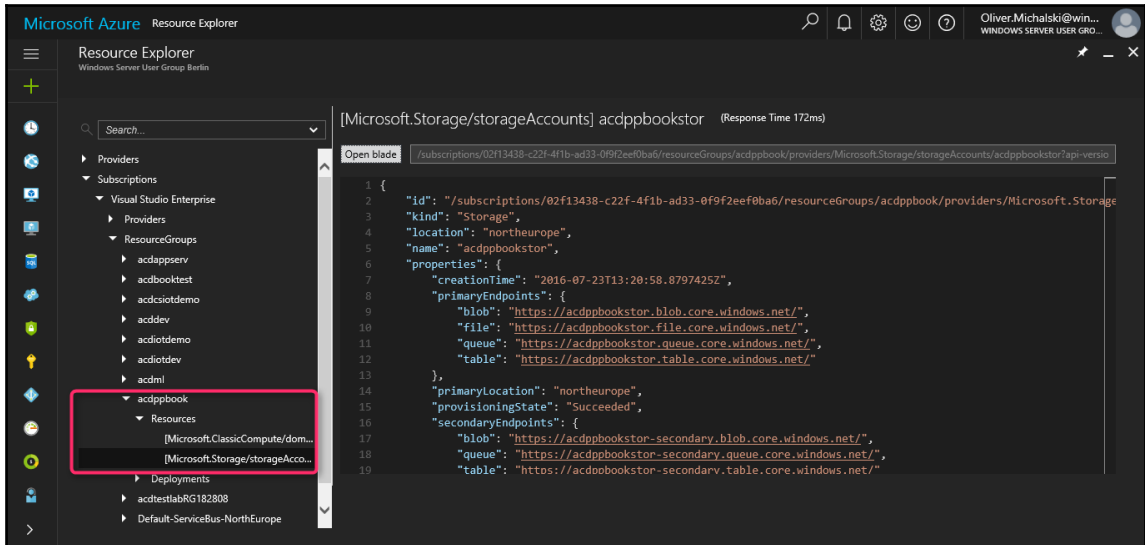 Microsoft Azure Resource Explorer
Oliver.Michalski@win...
WINDOWS SERVER USER GRO...
Resource Explorer
Windows Server User Group Berlin
Search...
Providers
Subscriptions
Visual Studio Enterprise
Providers
ResourceGroups
acdappserv
acdbooktest
acdcsiotdemo
acddev
acdiotdemo
acdiotdev
acdml
acdppbook
Resources
[Microsoft.ClassicCompute/dom...
[Microsoft.Storage/storageAcco...
Deployments
acdtestlabRG182808
Default-ServiceBus-NorthEurope
SQL
[Microsoft.Storage/storageAccounts] acdppbookstor (Response Time 172ms)
Open blade /subscriptions/02f13438-c22f-4f1b-ad33-0f9f2eef0ba6/resourceGroups/acdppbook/providers/Microsoft.Storage/storageAccounts/acdppbookstor?api-versio
1 {
2 "id": "/subscriptions/02f13438-c22f-4f1b-ad33-0f9f2eef0ba6/resourceGroups/acdppbook/providers/Microsoft.Storage
3 "kind": "Storage",
4 "location": "northeurope",
5 "name": "acdppbookstor",
6 "properties": {
7 "creationTime": "2016-07-23T13:20:58.8797425Z",
8 "primaryEndpoints": {
9 "blob": "https://acdppbookstor.blob.core.windows.net/",
10 "file": "https://acdppbookstor.file.core.windows.net/",
11 "queue": "https://acdppbookstor.queue.core.windows.net/",
12 "table": "https://acdppbookstor.table.core.windows.net/"
13 },
14 "primaryLocation": "northeurope",
15 "provisioningState": "Succeeded",
16 "secondaryEndpoints": {
17 "blob": "https://acdppbookstor-secondary.blob.core.windows.net/",
18 "queue": "https://acdppbookstor-secondary.queue.core.windows.net/",
19 "table": "https://acdppbookstor-secondary.table.core.windows.net/"